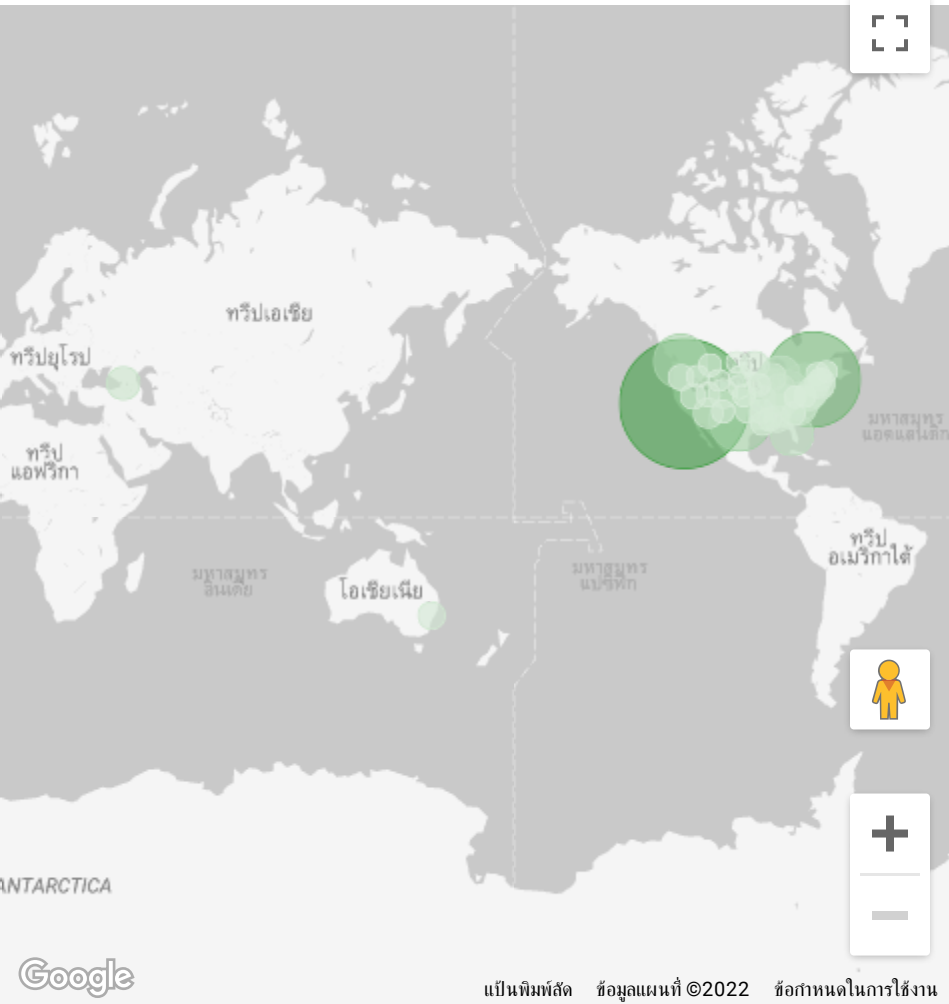 ทวีปเอเชีย
ทวีปยุโรป
ทวีป
มหาสมุทร
แอตแลนติก
ทวีป
แอฟริกา
ทวีป
อเมริกาใต้
มหาสมุทร
อินเดีย
มหาสมุทร
แปซิฟิก
โอเชียเนีย
ANTARCTICA
Google
แป้นพิมพ์ลัด ข้อมูลแผนที่ ©2022 ข้อกำหนดในการใช้งาน